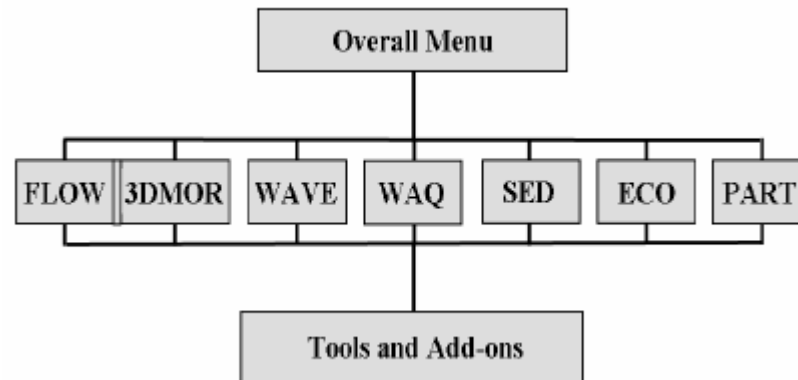 Overall Menu
FLOW 3DMOR WAVE WAQ SED ECO PART
Tools and Add-ons